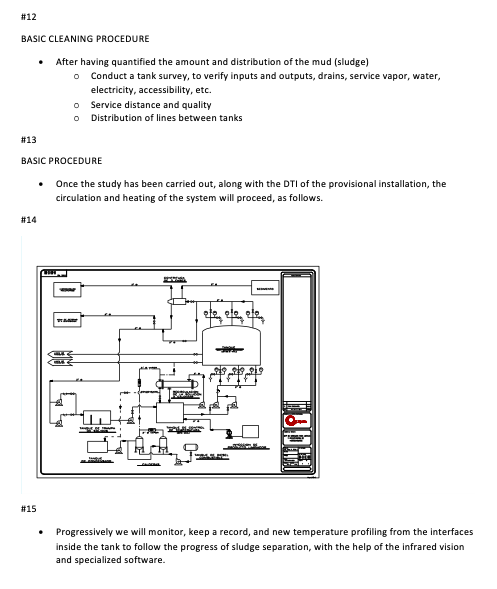 #12
BASIC CLEANING PROCEDURE
• After having quantified the amount and distribution of the mud (sludge)
o Conduct a tank survey, to verify inputs and outputs, drains, service vapor, water,
electricity, accessibility, etc.
o Service distance and quality
o Distribution of lines between tanks
#13
BASIC PROCEDURE
• Once the study has been carried out, along with the DTI of the provisional installation, the
circulation and heating of the system will proceed, as follows.
#14
TANQUE
TANQUE DE CONTROL
CALDERAS
#15
• Progressively we will monitor, keep a record, and new temperature profiling from the interfaces
inside the tank to follow the progress of sludge separation, with the help of the infrared vision
and specialized software.